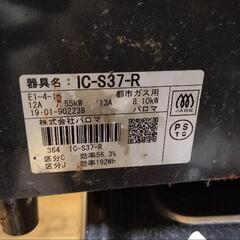 器具名：IC-S37-R
E1-4-1 都市ガス用
12A 7.55kW 13A 8.10kW
19・01-902238 パロマ
株式会社パロマ
364 IC-S37-R
区分C 効率56.3%
区分J 効率192Wh
JIA
PS
TG